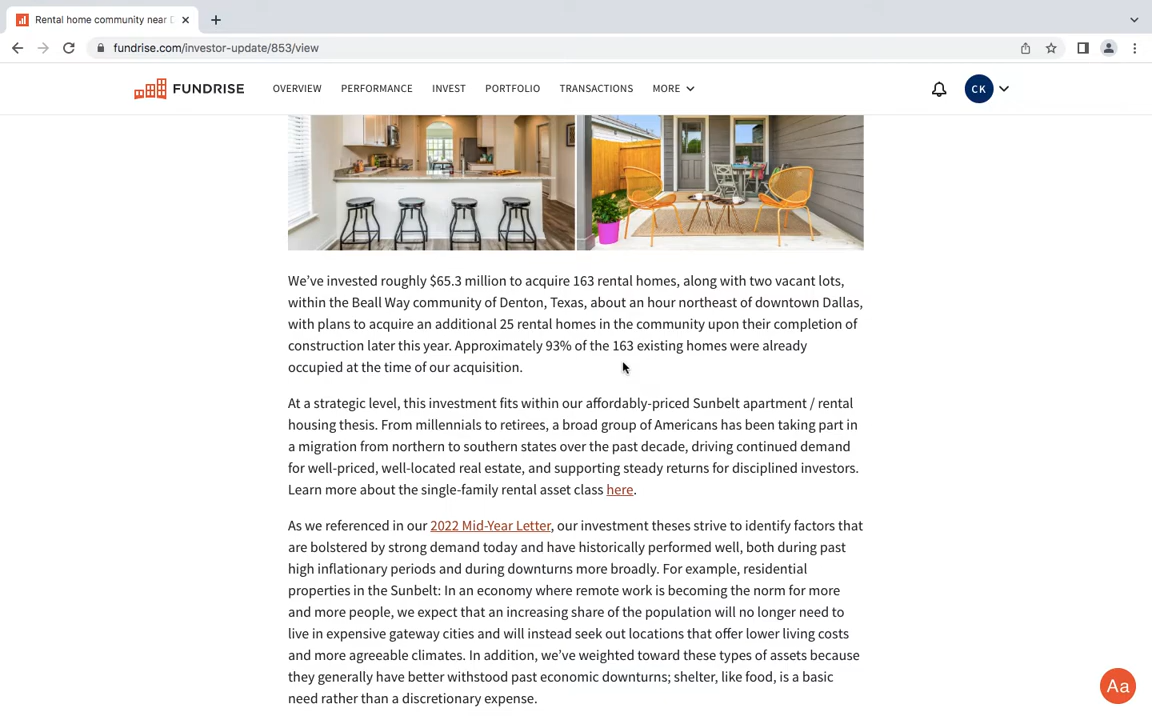 Rental home community near
fundrise.com/investor-update/853/view
FUNDRISE
OVERVIEW
PERFORMANCE
INVEST
PORTFOLIO
TRANSACTIONS
MORE
CK
We've invested roughly $65.3 million to acquire 163 rental homes, along with two vacant lots,
within the Beall Way community of Denton, Texas, about an hour northeast of downtown Dallas,
with plans to acquire an additional 25 rental homes in the community upon their completion of
construction later this year. Approximately 93% of the 163 existing homes were already
occupied at the time of our acquisition.
At a strategic level, this investment fits within our affordably-priced Sunbelt apartment / rental
housing thesis. From millennials to retirees, a broad group of Americans has been taking part in
a migration from northern to southern states over the past decade, driving continued demand
for well-priced, well-located real estate, and supporting steady returns for disciplined investors.
Learn more about the single-family rental asset class here.
As we referenced in our 2022 Mid-Year Letter, our investment theses strive to identify factors that
are bolstered by strong demand today and have historically performed well, both during past
high inflationary periods and during downturns more broadly. For example, residential
properties in the Sunbelt: In an economy where remote work is becoming the norm for more
and more people, we expect that an increasing share of the population will no longer need to
live in expensive gateway cities and will instead seek out locations that offer lower living costs
and more agreeable climates. In addition, we've weighted toward these types of assets because
they generally have better withstood past economic downturns; shelter, like food, is a basic
need rather than a discretionary expense.
Aa